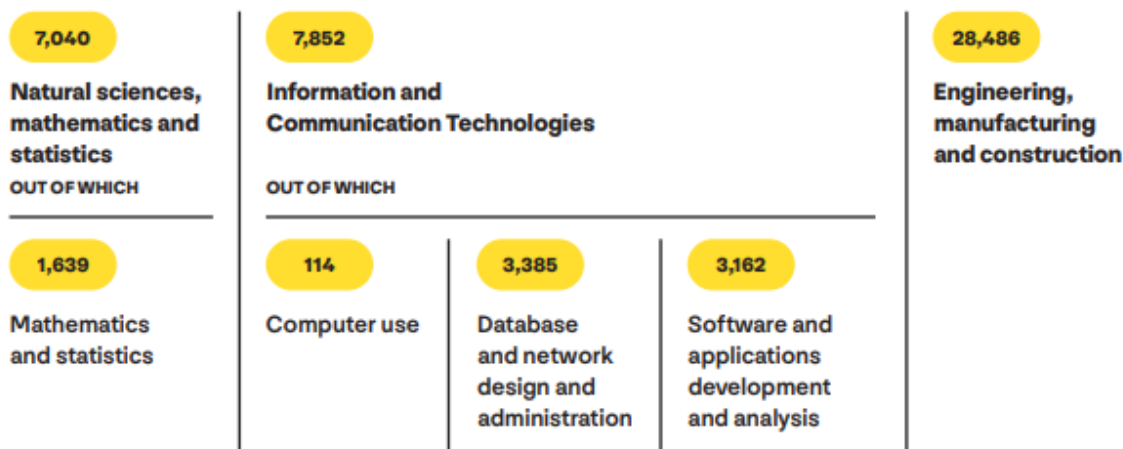 7,040
Natural sciences,
mathematics and
statistics
OUT OF WHICH
1,639
Mathematics
and statistics
7,852
Information and
Communication Technologies
OUT OF WHICH
114
Computer use
3,385
Database
and network
design and
administration
3,162
Software and
applications
development
and analysis
28,486
Engineering,
manufacturing
and construction